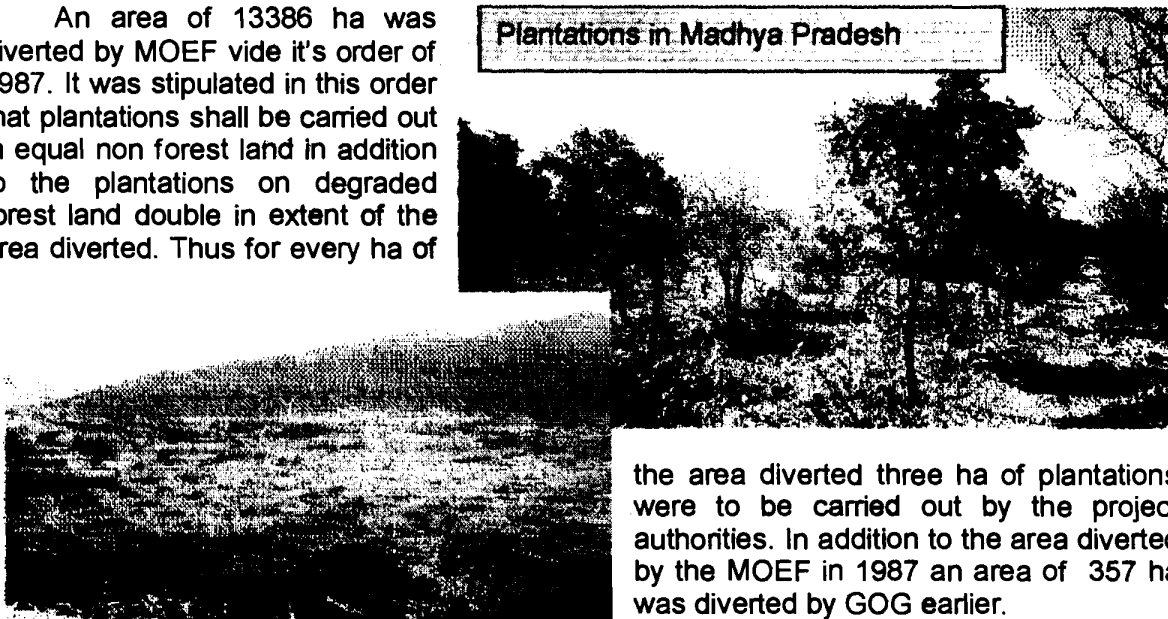 Plantations in Madhya Pradesh
An area of 13386 ha was
iverted by MOEF vide it's order of
987. It was stipulated in this order
hat plantations shall be carried out
n equal non forest land in addition
o the plantations on degraded
orest land double in extent of the
rea diverted. Thus for every ha of
the area diverted three ha of plantations
were to be carried out by the projec
authorities. In addition to the area diverted
by the MOEF in 1987 an area of 357 ha
was diverted by GOG earlier.